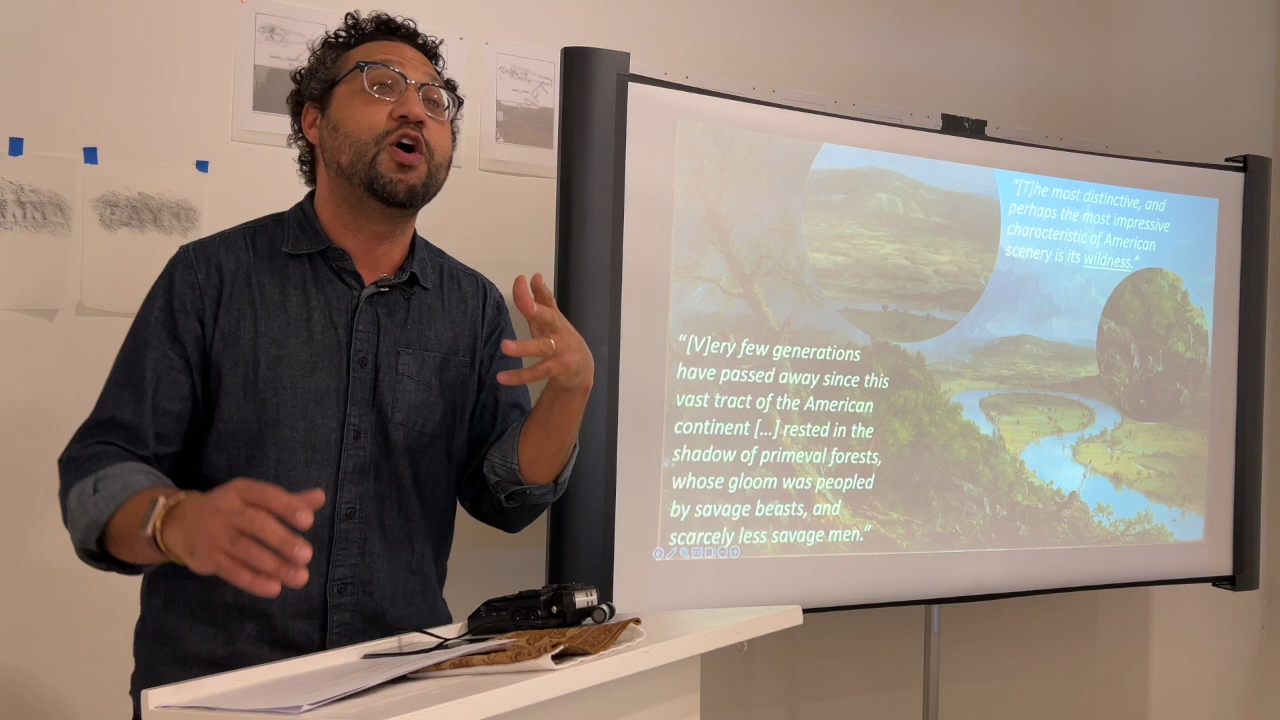 PAYNE
"[T]he most distinctive, and
perhaps the most impressive
characteristic of American
scenery is its wildness."
"[V]ery few generations
have passed away since this
vast tract of the American
continent [...] rested in the
shadow of primeval forests,
whose gloom was peopled
by savage beasts, and
scarcely less savage men."